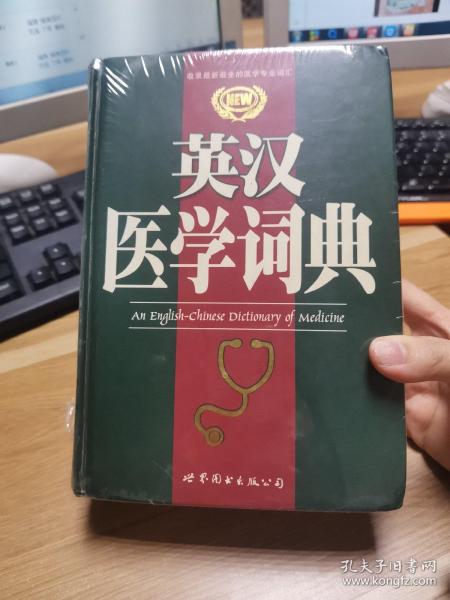 收录最新最全的医学专业词汇
NEW
英汉
医学词典
An English-Chinese Dictionary of Medicine
世界图书出版公司
孔夫子旧书网
www.kongfz.com